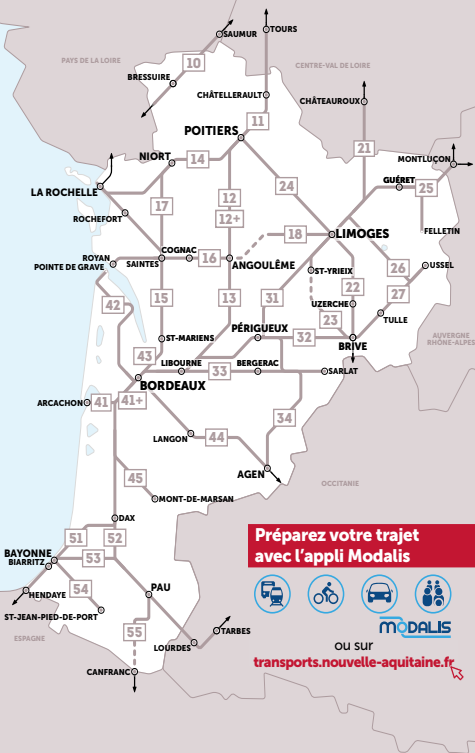 TOURS
SAUMUR
PAYS DE LA LOIRE
10
CENTRE-VAL DE LOIRE
BRESSUIRE
CHÂTELLERAULT
CHÂTEAUROUX
11
POITIERS
21
NIORT
14
MONTLUÇON
GUÉRET
25
LA ROCHELLE
24
12
17
12+
ROCHEFORT
FELLETIN
18
LIMOGES
COGNAC
ROYAN
16
ANGOULÊME
POINTE DE GRAVE
SAINTES
ST-YRIEIX
26
USSEL
22
27
42
15
13
31
UZERCHE
23
TULLE
PÉRIGUEUX
ST-MARIENS
32
AUVERGNE
RHÔNE-ALPES
BRIVE
43
LIBOURNE
33
BERGERAC
SARLAT
BORDEAUX
ARCACHON
41
41+
34
LANGON
44
AGEN
45
OCCITANIE
MONT-DE-MARSAN
DAX
51
52
Préparez votre trajet
avec l'appli Modalis
BAYONNE
BIARRITZ
53
54
PAU
HENDAYE
ST-JEAN-PIED-DE-PORT
55
TARBES
MODALIS
ESPAGNE
LOURDES
ou sur
transports.nouvelle-aquitaine.fr
CANFRANC